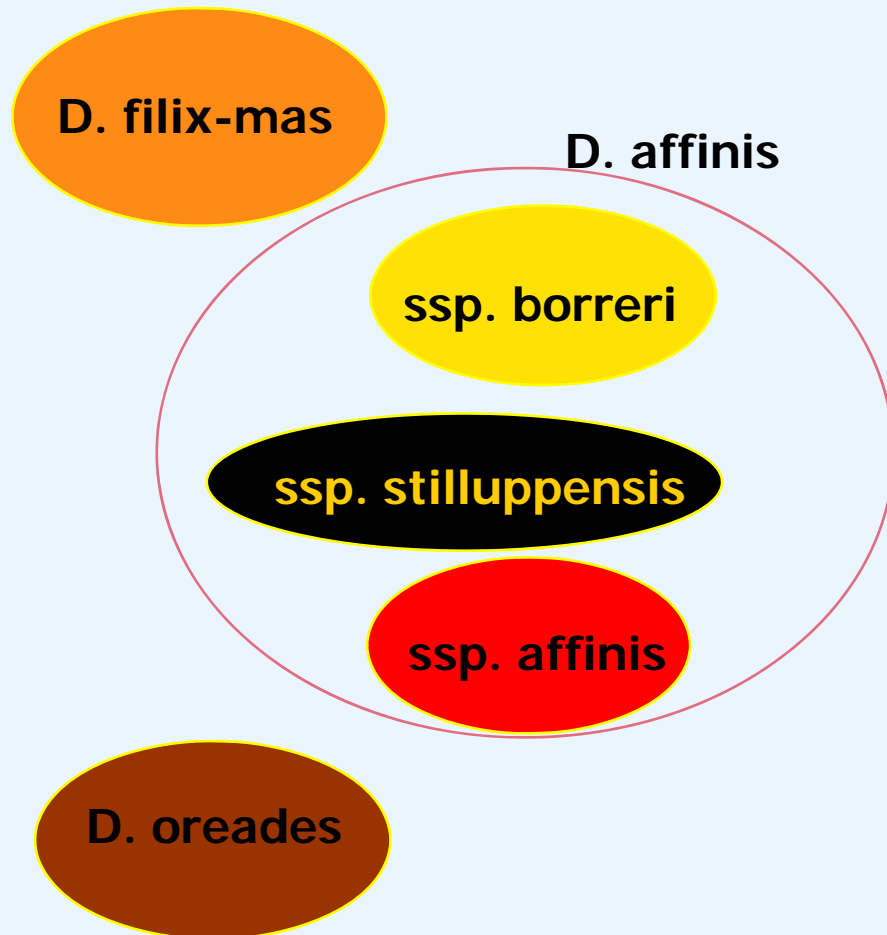 D. filix-mas
D. affinis
ssp. borreri
ssp. stilluppensis
ssp. affinis
D. oreades